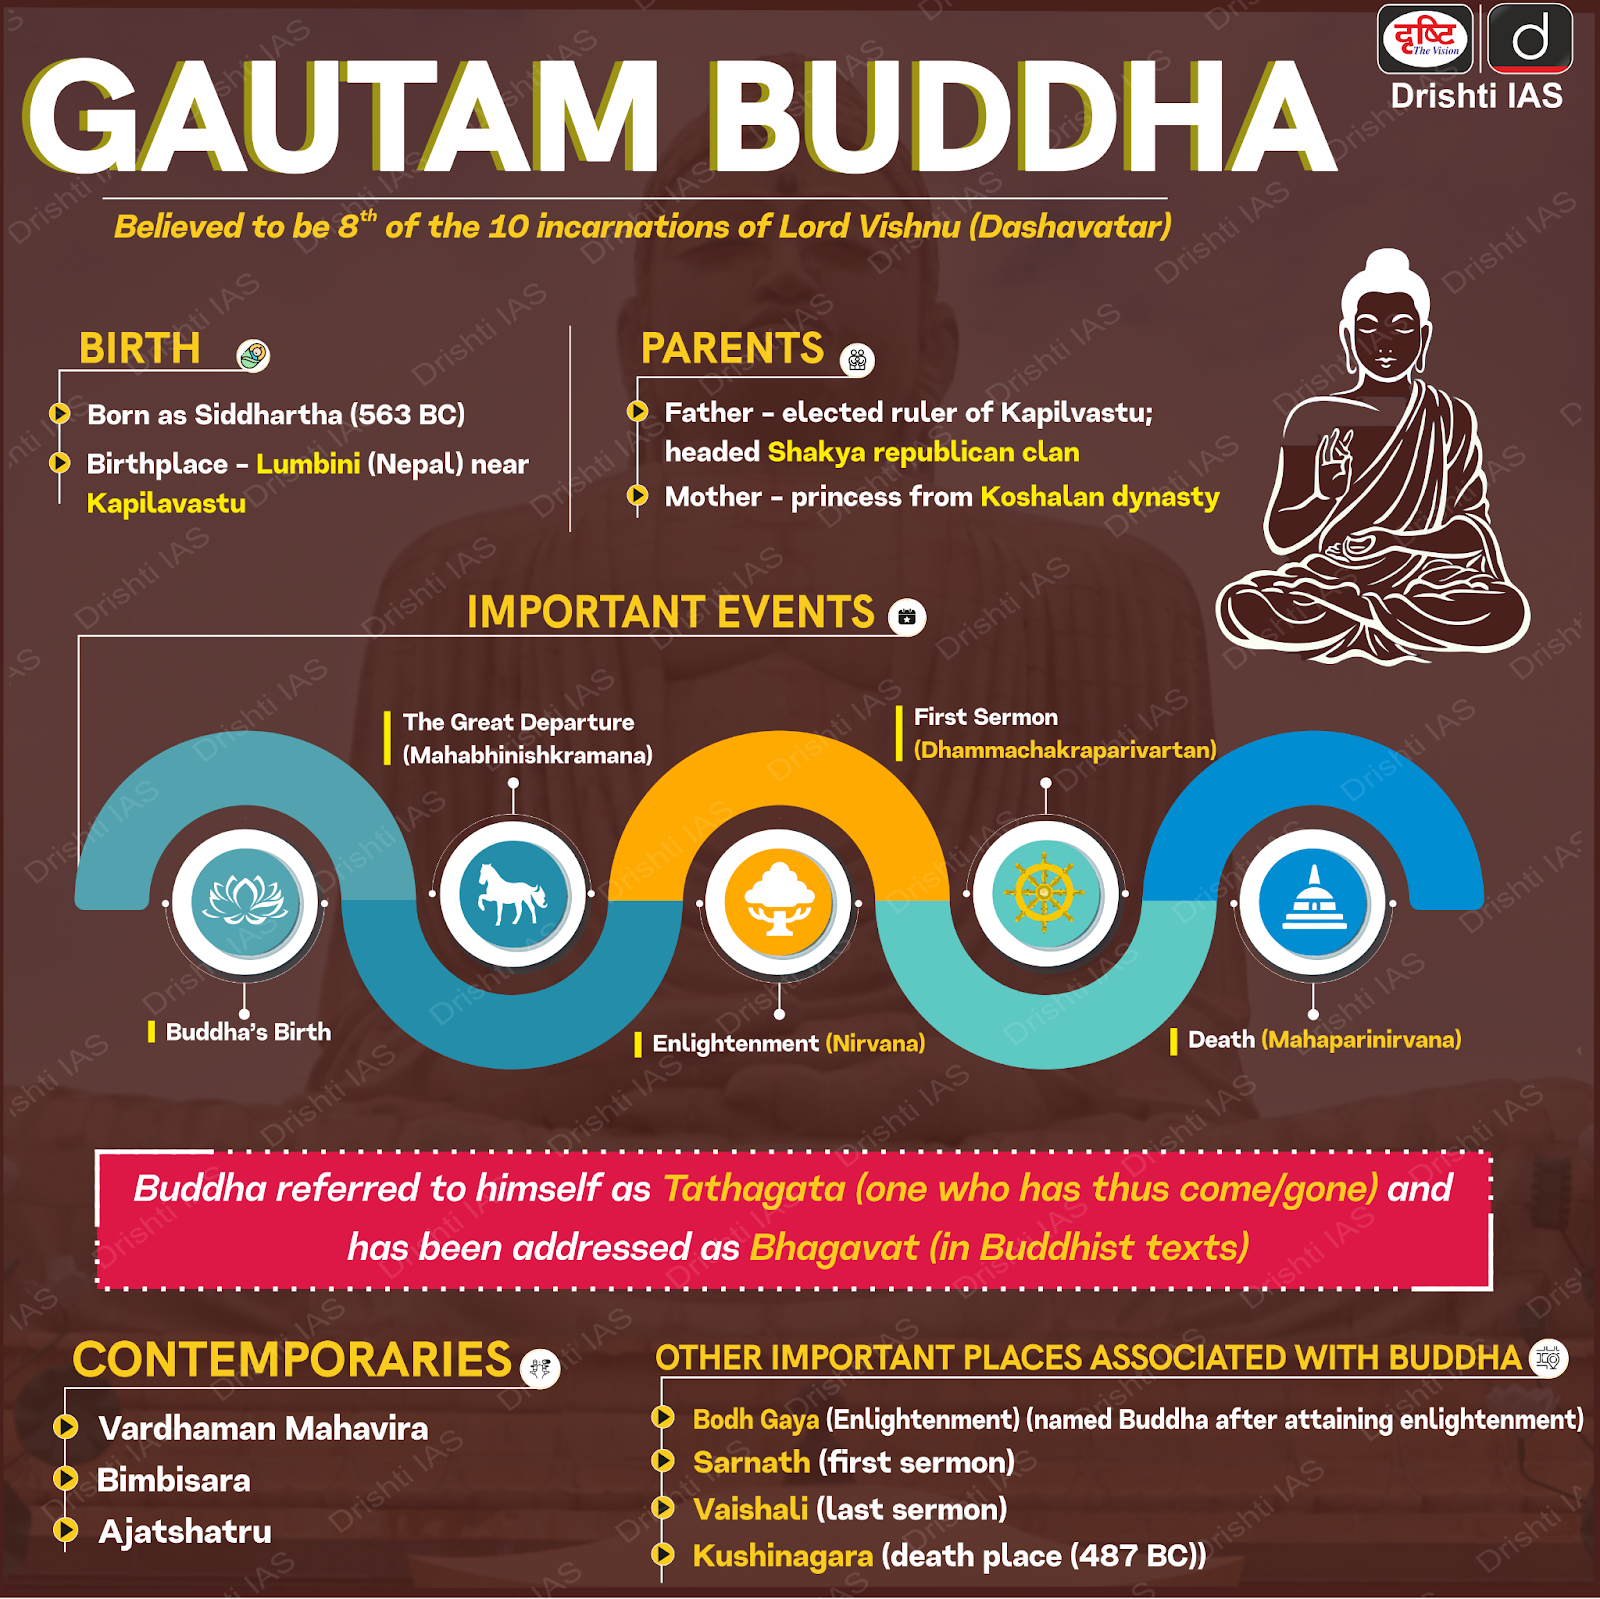 दृष्टि
The Vision
d
Drishti IAS
GAUTAM BUDDHA
Believed to be 8th of the 10 incarnations of Lord Vishnu (Dashavatar)
BIRTH
Born as Siddhartha (563 BC)
Birthplace – Lumbini (Nepal) near
Kapilavastu
PARENTS
Father – elected ruler of Kapilvastu;
headed Shakya republican clan
Mother – princess from Koshalan dynasty
IMPORTANT EVENTS
The Great Departure
(Mahabhinishkramana)
First Sermon
(Dhammachakraparivartan)
Buddha's Birth
Enlightenment (Nirvana)
Death (Mahaparinirvana)
Buddha referred to himself as Tathagata (one who has thus come/gone) and
has been addressed as Bhagavat (in Buddhist texts)
CONTEMPORARIES
Vardhaman Mahavira
Bimbisara
Ajatshatru
OTHER IMPORTANT PLACES ASSOCIATED WITH BUDDHA
Bodh Gaya (Enlightenment) (named Buddha after attaining enlightenment)
Sarnath (first sermon)
Vaishali (last sermon)
Kushinagara (death place (487 BC))